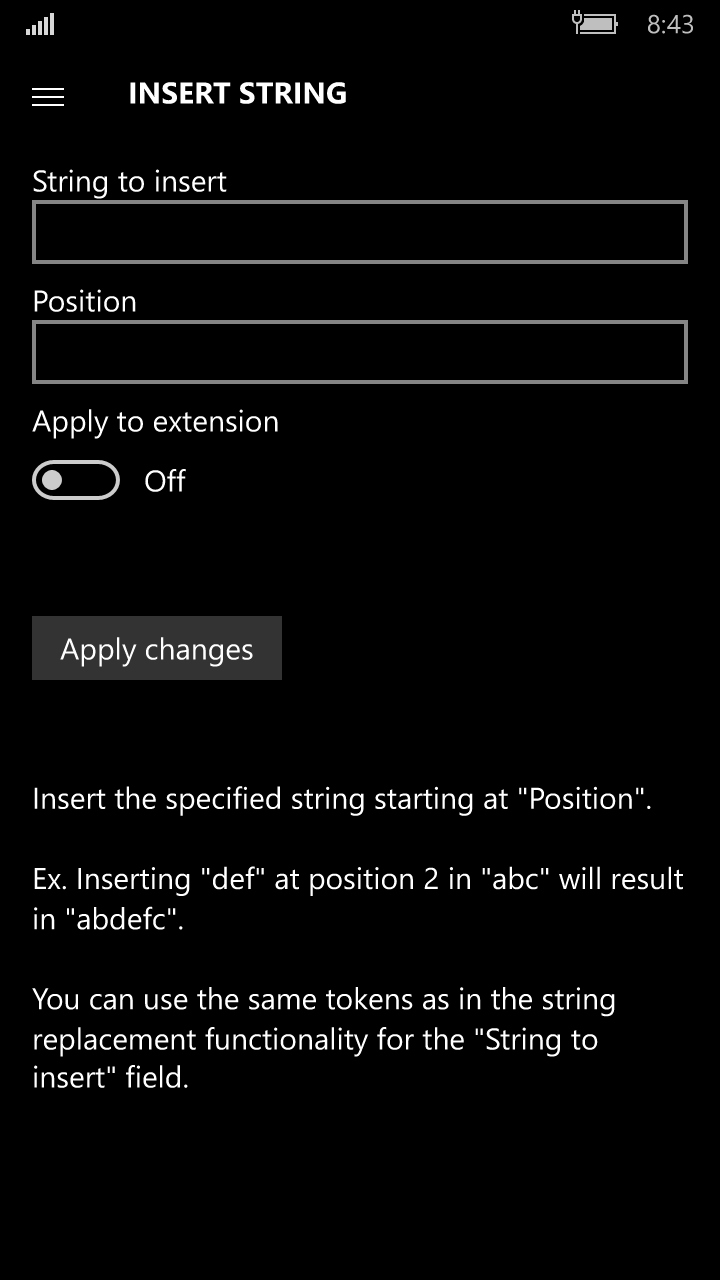 8:43
INSERT STRING
String to insert
Position
Apply to extension
Off
Apply changes
Insert the specified string starting at "Position".
Ex. Inserting "def" at position 2 in "abc" will result
in "abdefc".
You can use the same tokens as in the string
replacement functionality for the "String to
insert" field.